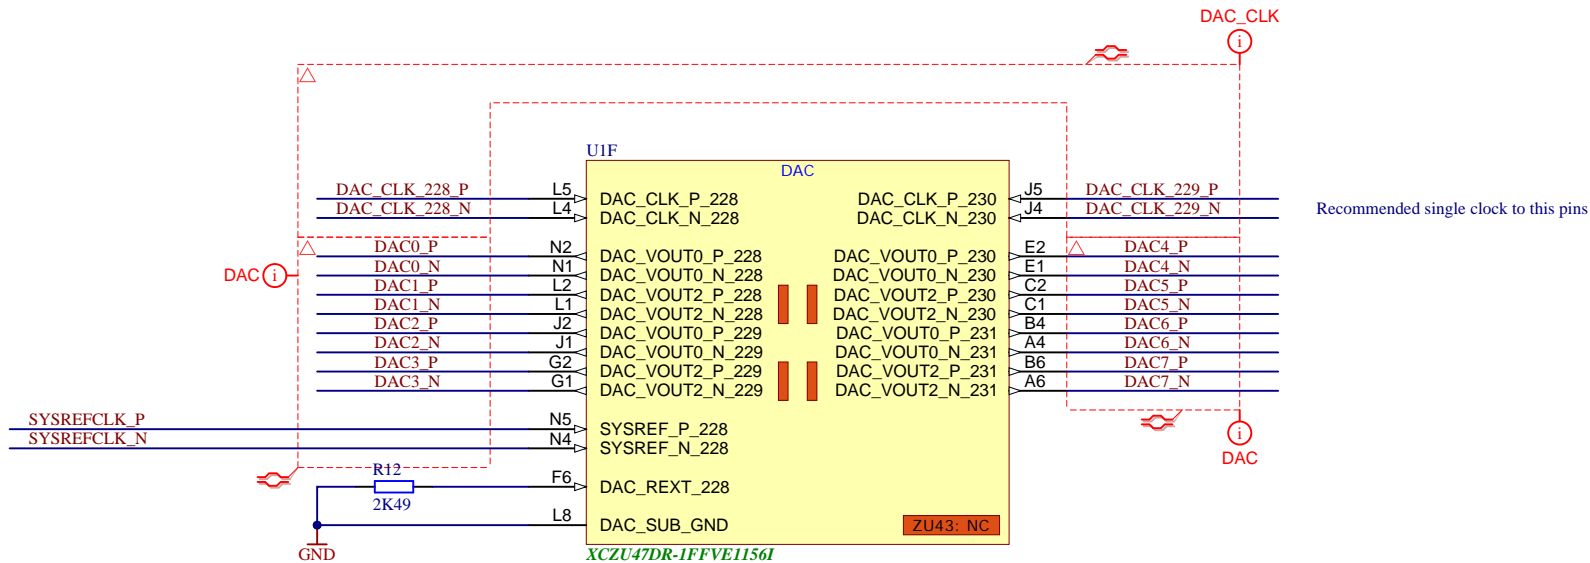 DAC_CLK
i
U1F
DAC
DAC_CLK_228_P L5 DAC_CLK_P_228
DAC_CLK_228_N L4 DAC_CLK_N_228
DAC0_P N2 DAC_VOUT0_P_228
DAC0_N N1 DAC_VOUT0_N_228
DAC1_P L2 DAC_VOUT2_P_228
DAC1_N L1 DAC_VOUT2_N_228
DAC2_P J2 DAC_VOUT0_P_229
DAC2_N J1 DAC_VOUT0_N_229
DAC3_P G2 DAC_VOUT2_P_229
DAC3_N G1 DAC_VOUT2_N_229
DAC i
SYSREFCLK_P N5 SYSREF_P_228
SYSREFCLK_N N4 SYSREF_N_228
R12
2K49
F6 DAC_REXT_228
L8 DAC_SUB_GND
GND
DAC_CLK_P_230 J5 DAC_CLK_229_P
DAC_CLK_N_230 J4 DAC_CLK_229_N
Recommended single clock to this pins
DAC_VOUT0_P_230 E2 DAC4_P
DAC_VOUT0_N_230 E1 DAC4_N
DAC_VOUT2_P_230 C2 DAC5_P
DAC_VOUT2_N_230 C1 DAC5_N
DAC_VOUT0_P_231 B4 DAC6_P
DAC_VOUT0_N_231 A4 DAC6_N
DAC_VOUT2_P_231 B6 DAC7_P
DAC_VOUT2_N_231 A6 DAC7_N
i
DAC
ZU43: NC
XCZU47DR-1FFVE1156I